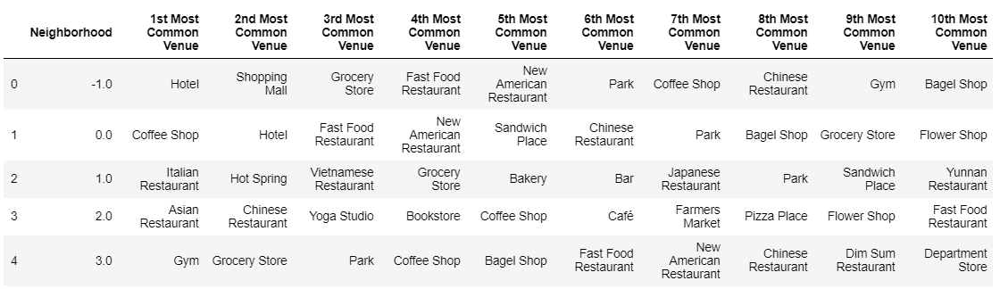 Neighborhood 1st Most Common Venue 2nd Most Common Venue 3rd Most Common Venue 4th Most Common Venue 5th Most Common Venue 6th Most Common Venue 7th Most Common Venue 8th Most Common Venue 9th Most Common Venue 10th Most Common Venue
0 -1.0 Hotel Shopping Mall Grocery Store Fast Food Restaurant New American Restaurant Park Coffee Shop Chinese Restaurant Gym Bagel Shop
1 0.0 Coffee Shop Hotel Fast Food Restaurant New American Restaurant Sandwich Place Chinese Restaurant Park Bagel Shop Grocery Store Flower Shop
2 1.0 Italian Restaurant Hot Spring Vietnamese Restaurant Grocery Store Bakery Bar Japanese Restaurant Park Sandwich Place Yunnan Restaurant
3 2.0 Asian Restaurant Chinese Restaurant Yoga Studio Bookstore Coffee Shop Café Farmers Market Pizza Place Flower Shop Fast Food Restaurant
4 3.0 Gym Grocery Store Park Coffee Shop Bagel Shop Fast Food Restaurant New American Restaurant Chinese Restaurant Dim Sum Restaurant Department Store